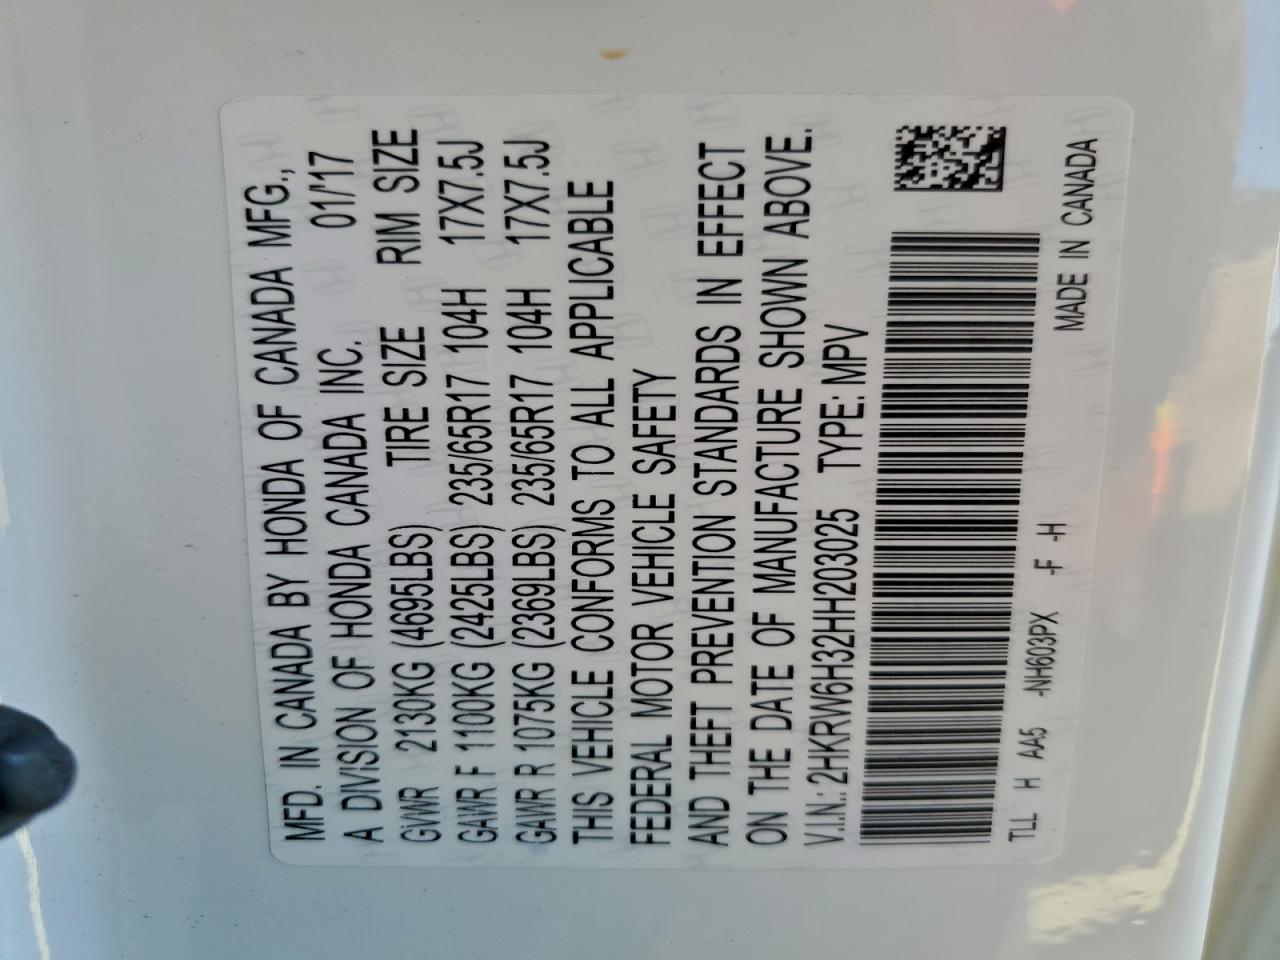 MFD. IN CANADA BY HONDA OF CANADA MFG.,
A DIVISION OF HONDA CANADA INC. 01/'17
GVWR 2130KG (4695LBS) TIRE SIZE RIM SIZE
GAWR F 1100KG (2425LBS) 235/65R17 104H 17X7.5J
GAWR R 1075KG (2369LBS) 235/65R17 104H 17X7.5J
THIS VEHICLE CONFORMS TO ALL APPLICABLE
FEDERAL MOTOR VEHICLE SAFETY
AND THEFT PREVENTION STANDARDS IN EFFECT
ON THE DATE OF MANUFACTURE SHOWN ABOVE.
V.I.N.: 2HKRW6H32HH203025 TYPE: MPV
TLL H AA5 -NH603PX -F -H
MADE IN CANADA